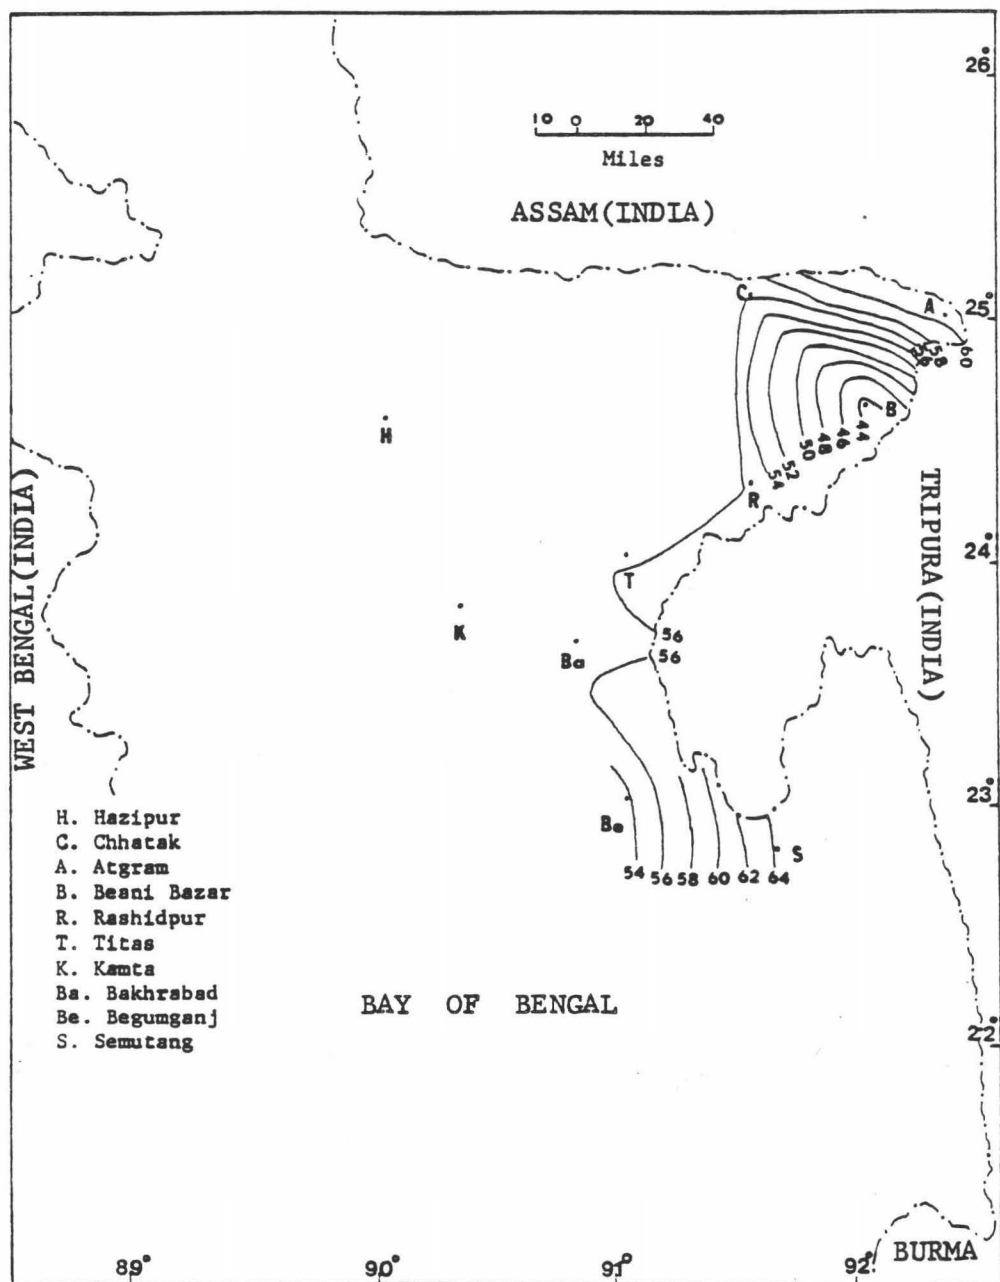 26°
10 0 20 40
Miles
ASSAM(INDIA)
C
A
25°
56
58
60
B
44
46
48
50
52
54
H
R
WEST BENGAL(INDIA)
TRIPURA(INDIA)
24°
T
K
56
Ba
56
23°
Be
S
54 56 58 60 62 64
H. Hazipur
C. Chhatak
A. Atgram
B. Beani Bazar
R. Rashidpur
T. Titas
K. Kamta
Ba. Bakhrabad
Be. Begumganj
S. Semutang
BAY OF BENGAL
22°
BURMA
89° 90° 91° 92°